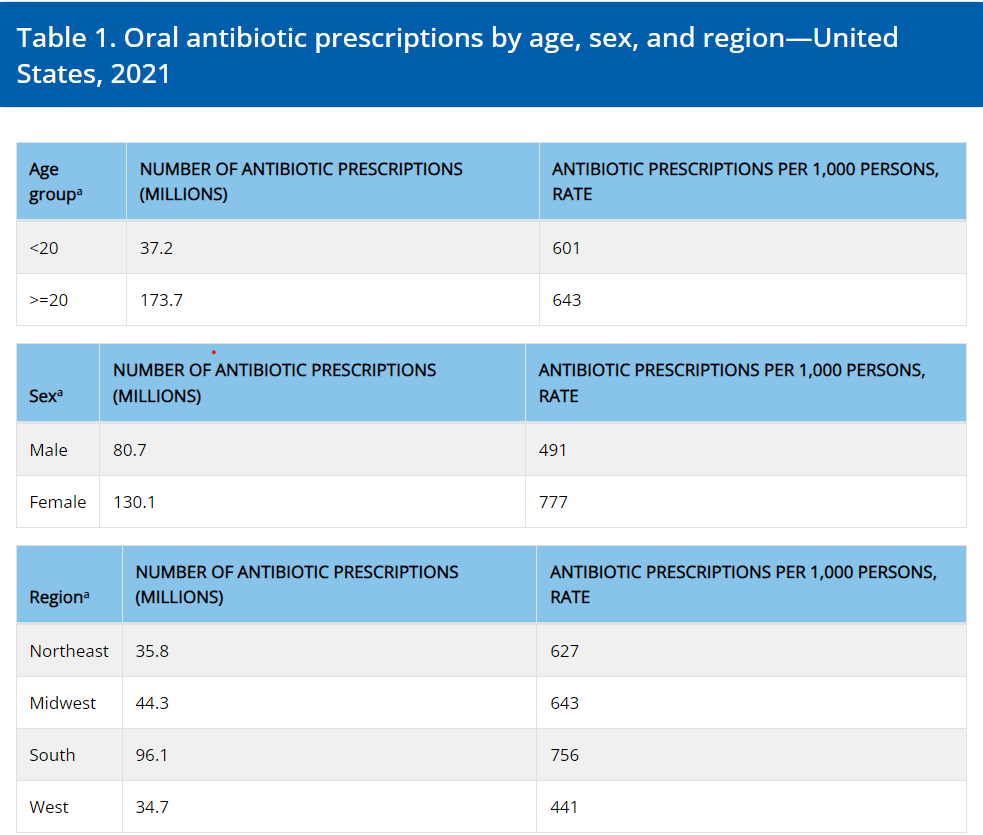 Table 1. Oral antibiotic prescriptions by age, sex, and region—United
States, 2021
Age
groupᵃ
NUMBER OF ANTIBIOTIC PRESCRIPTIONS
(MILLIONS)
ANTIBIOTIC PRESCRIPTIONS PER 1,000 PERSONS,
RATE
<20 37.2 601
>=20 173.7 643
Sexᵃ
NUMBER OF ANTIBIOTIC PRESCRIPTIONS
(MILLIONS)
ANTIBIOTIC PRESCRIPTIONS PER 1,000 PERSONS,
RATE
Male 80.7 491
Female 130.1 777
Regionᵃ
NUMBER OF ANTIBIOTIC PRESCRIPTIONS
(MILLIONS)
ANTIBIOTIC PRESCRIPTIONS PER 1,000 PERSONS,
RATE
Northeast 35.8 627
Midwest 44.3 643
South 96.1 756
West 34.7 441